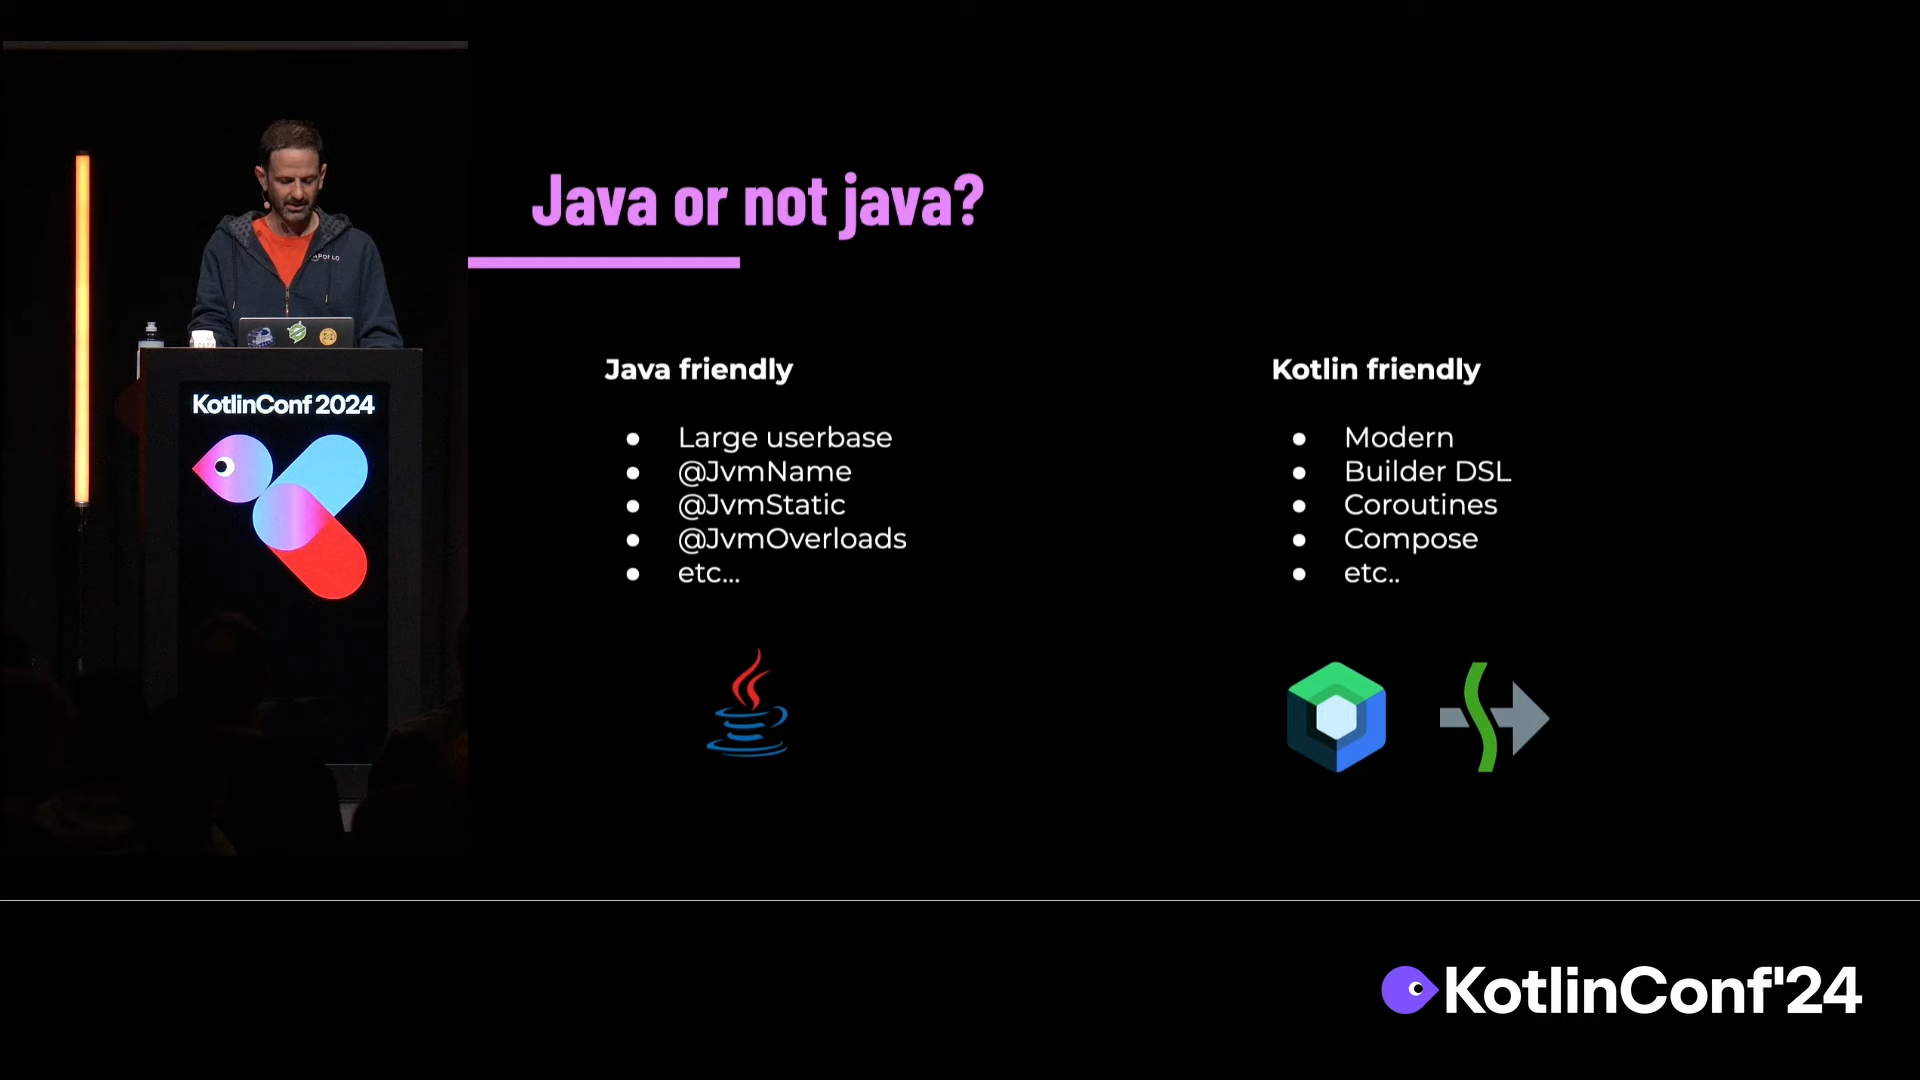 Java or not java?
Java friendly
Large userbase
@JvmName
@JvmStatic
@JvmOverloads
etc...
Kotlin friendly
Modern
Builder DSL
Coroutines
Compose
etc..
APOLLO
KotlinConf 2024
KotlinConf'24